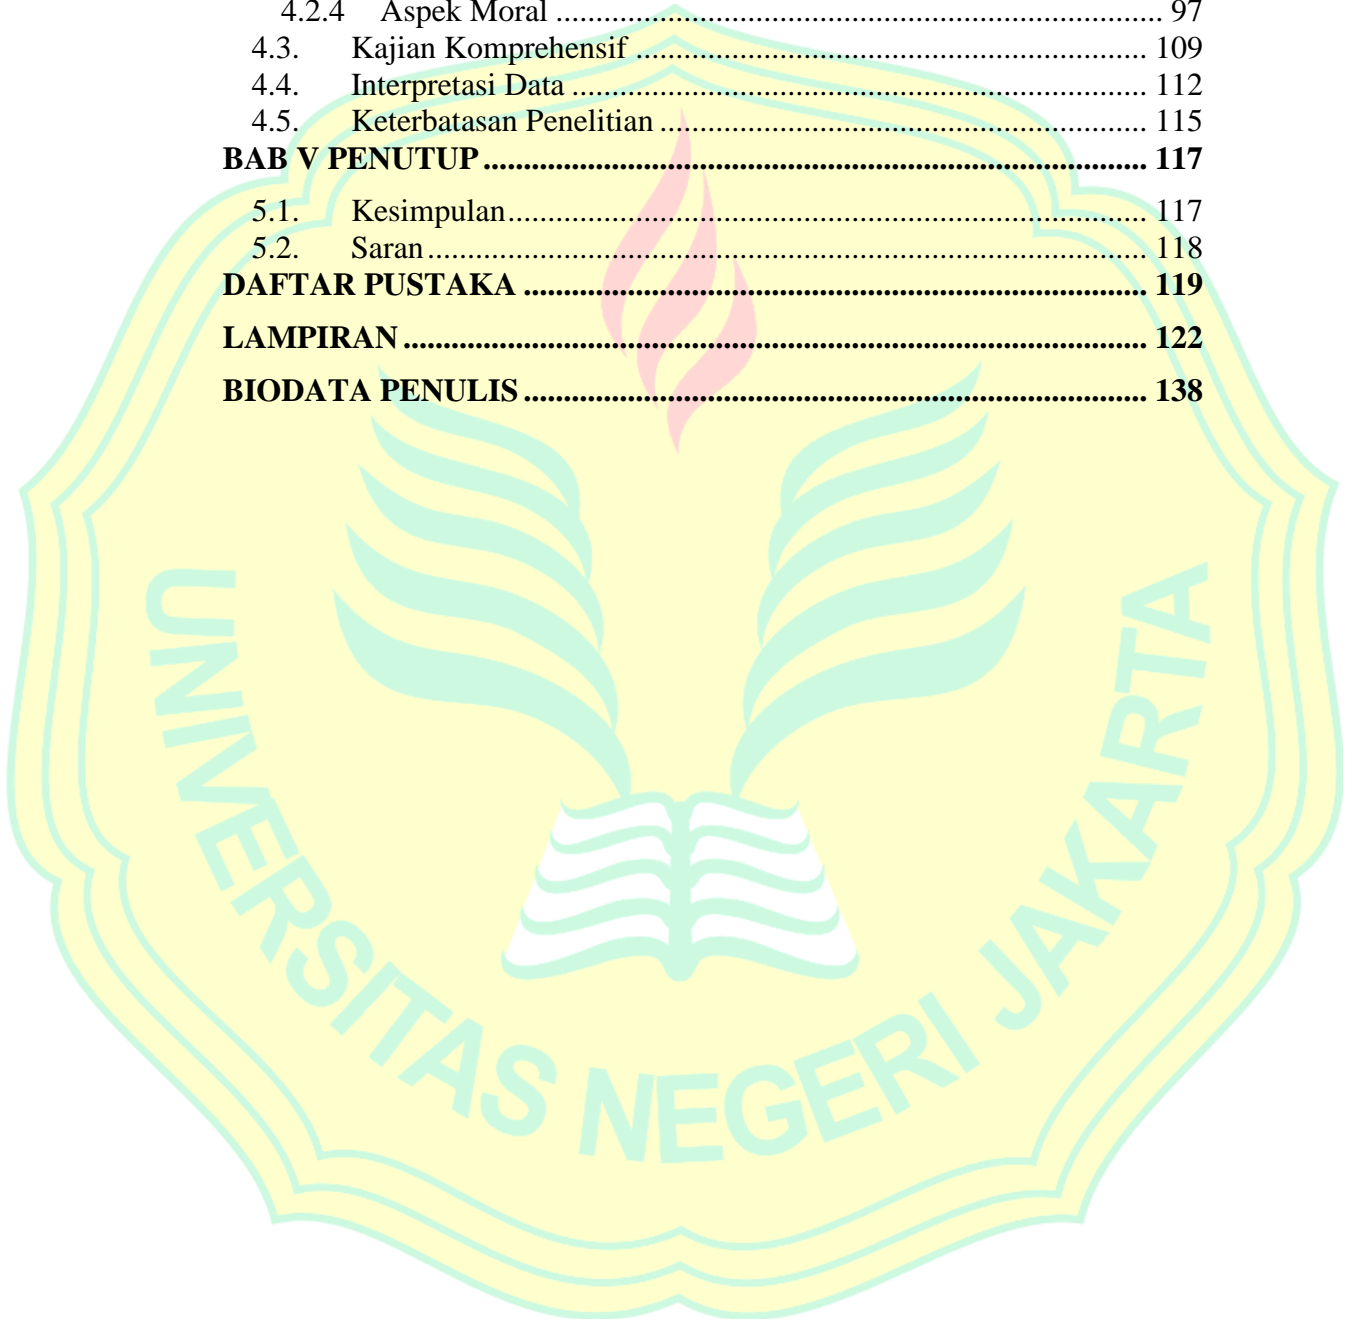 4.2.4 Aspek Moral ........................................................................... 97
4.3. Kajian Komprehensif ............................................................... 109
4.4. Interpretasi Data ....................................................................... 112
4.5. Keterbatasan Penelitian ............................................................ 115
BAB V PENUTUP .................................................................................. 117
5.1. Kesimpulan............................................................................... 117
5.2. Saran ......................................................................................... 118
DAFTAR PUSTAKA ............................................................................. 119
LAMPIRAN ............................................................................................ 122
BIODATA PENULIS ............................................................................. 138
UNIVERSITAS NEGERI JAKARTA